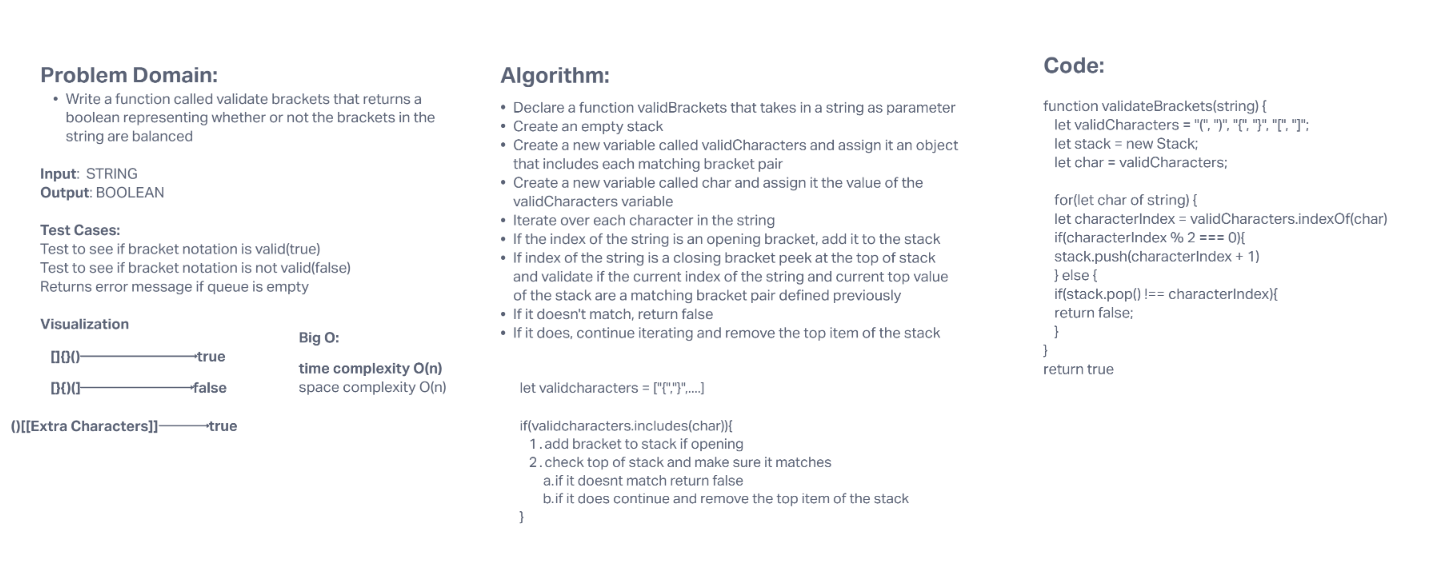 Problem Domain:
• Write a function called validate brackets that returns a
boolean representing whether or not the brackets in the
string are balanced
Input: STRING
Output: BOOLEAN
Test Cases:
Test to see if bracket notation is valid(true)
Test to see if bracket notation is not valid(false)
Returns error message if queue is empty
Visualization
[]{}() true
[}{)(] false
()[[Extra Characters]] true
Big O:
time complexity O(n)
space complexity O(n)
Algorithm:
• Declare a function validBrackets that takes in a string as parameter
• Create an empty stack
• Create a new variable called validCharacters and assign it an object
that includes each matching bracket pair
• Create a new variable called char and assign it the value of the
validCharacters variable
• Iterate over each character in the string
• If the index of the string is an opening bracket, add it to the stack
• If index of the string is a closing bracket peek at the top of stack
and validate if the current index of the string and current top value
of the stack are a matching bracket pair defined previously
• If it doesn't match, return false
• If it does, continue iterating and remove the top item of the stack
let validcharacters = ["{","}",....]
if(validcharacters.includes(char)){
1. add bracket to stack if opening
2. check top of stack and make sure it matches
a. if it doesnt match return false
b. if it does continue and remove the top item of the stack
}
Code:
function validateBrackets(string) {
let validCharacters = "(", ")", "{", "}", "[", "]";
let stack = new Stack;
let char = validCharacters;
for(let char of string) {
let characterIndex = validCharacters.indexOf(char)
if(characterIndex % 2 === 0){
stack.push(characterIndex + 1)
} else {
if(stack.pop() !== characterIndex){
return false;
}
}
return true